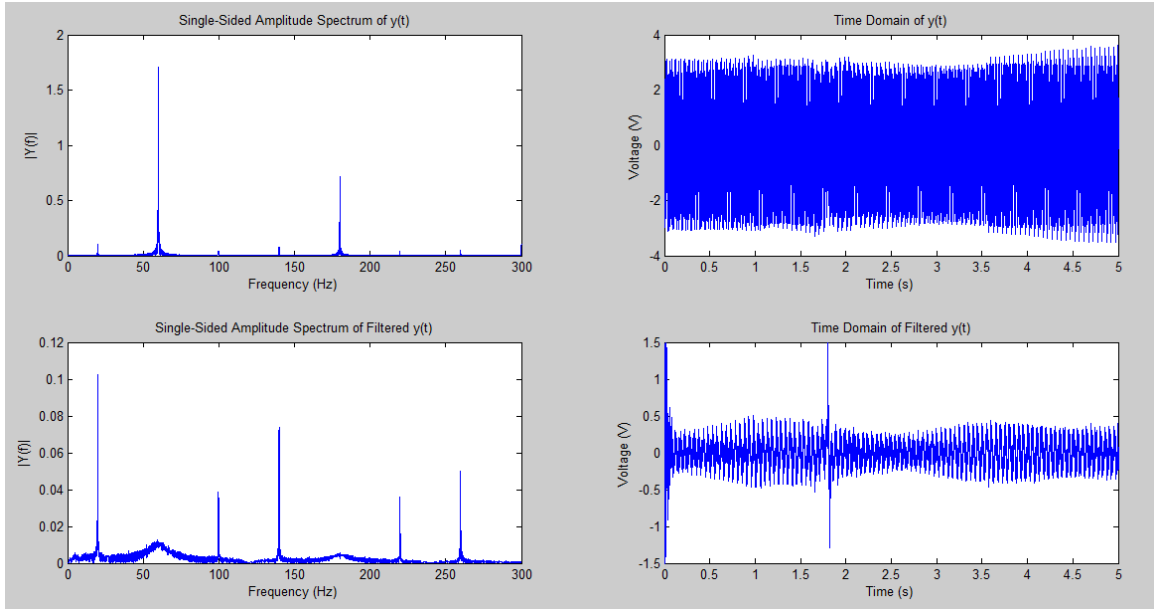 Single-Sided Amplitude Spectrum of y(t)
2
1.5
1
0.5
0
|Y(f)|
0 50 100 150 200 250 300
Frequency (Hz)
Time Domain of y(t)
4
2
0
-2
-4
Voltage (V)
0 0.5 1 1.5 2 2.5 3 3.5 4 4.5 5
Time (s)
Single-Sided Amplitude Spectrum of Filtered y(t)
0.12
0.1
0.08
0.06
0.04
0.02
0
|Y(f)|
0 50 100 150 200 250 300
Frequency (Hz)
Time Domain of Filtered y(t)
1.5
1
0.5
0
-0.5
-1
-1.5
Voltage (V)
0 0.5 1 1.5 2 2.5 3 3.5 4 4.5 5
Time (s)